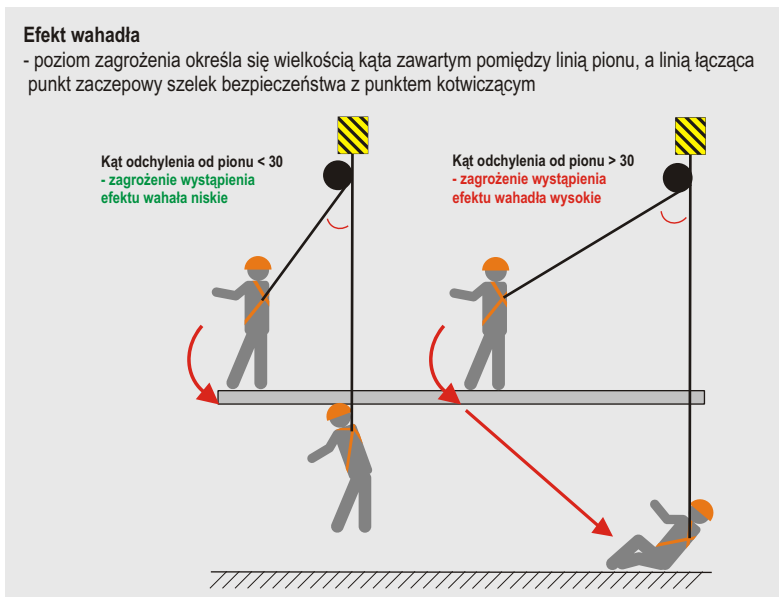 Efekt wahadła
- poziom zagrożenia określa się wielkością kąta zawartym pomiędzy linią pionu, a linią łącząca
punkt zaczepowy szelek bezpieczeństwa z punktem kotwiczącym
Kąt odchylenia od pionu < 30
- zagrożenie wystąpienia
efektu wahała niskie
Kąt odchylenia od pionu > 30
- zagrożenie wystąpienia
efektu wahadła wysokie